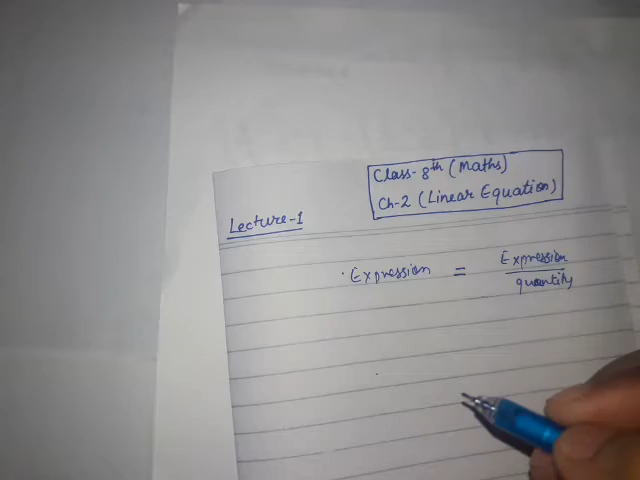 Class-8th (Maths)
Ch-2 (Linear Equation)
Lecture-1
Expression = Expression
quantity